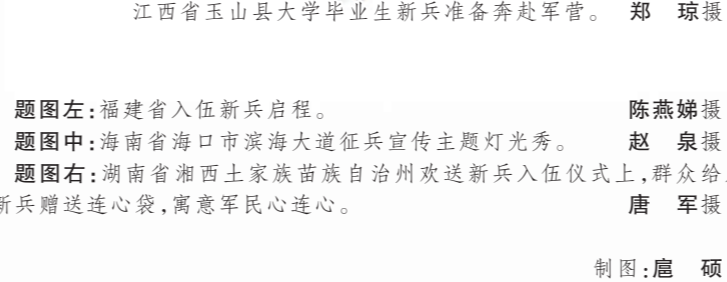 江西省玉山县大学毕业生新兵准备奔赴军营。 郑 琼摄
题图左：福建省入伍新兵启程。 陈燕娣摄
题图中：海南省海口市滨海大道征兵宣传主题灯光秀。 赵 泉摄
题图右：湖南省湘西土家族苗族自治州欢送新兵入伍仪式上，群众给
新兵赠送连心袋，寓意军民心连心。 唐 军摄
制图：扈 硕